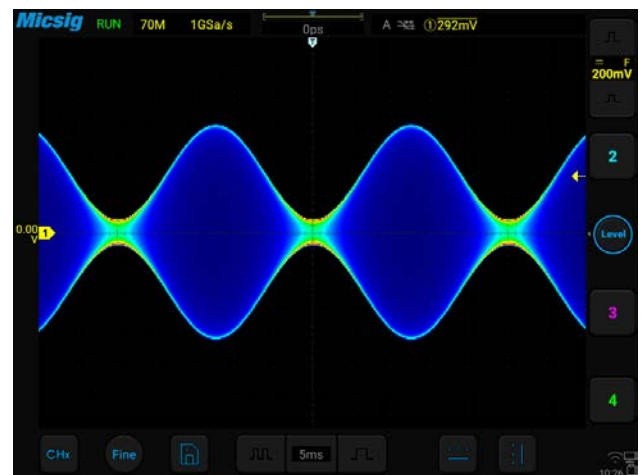 Micsig RUN 70M 1GSa/s 0ps A ①292mV
T
F
200mV
2
0.00
V 1
Level
3
4
CHx Fine 5ms
10:26